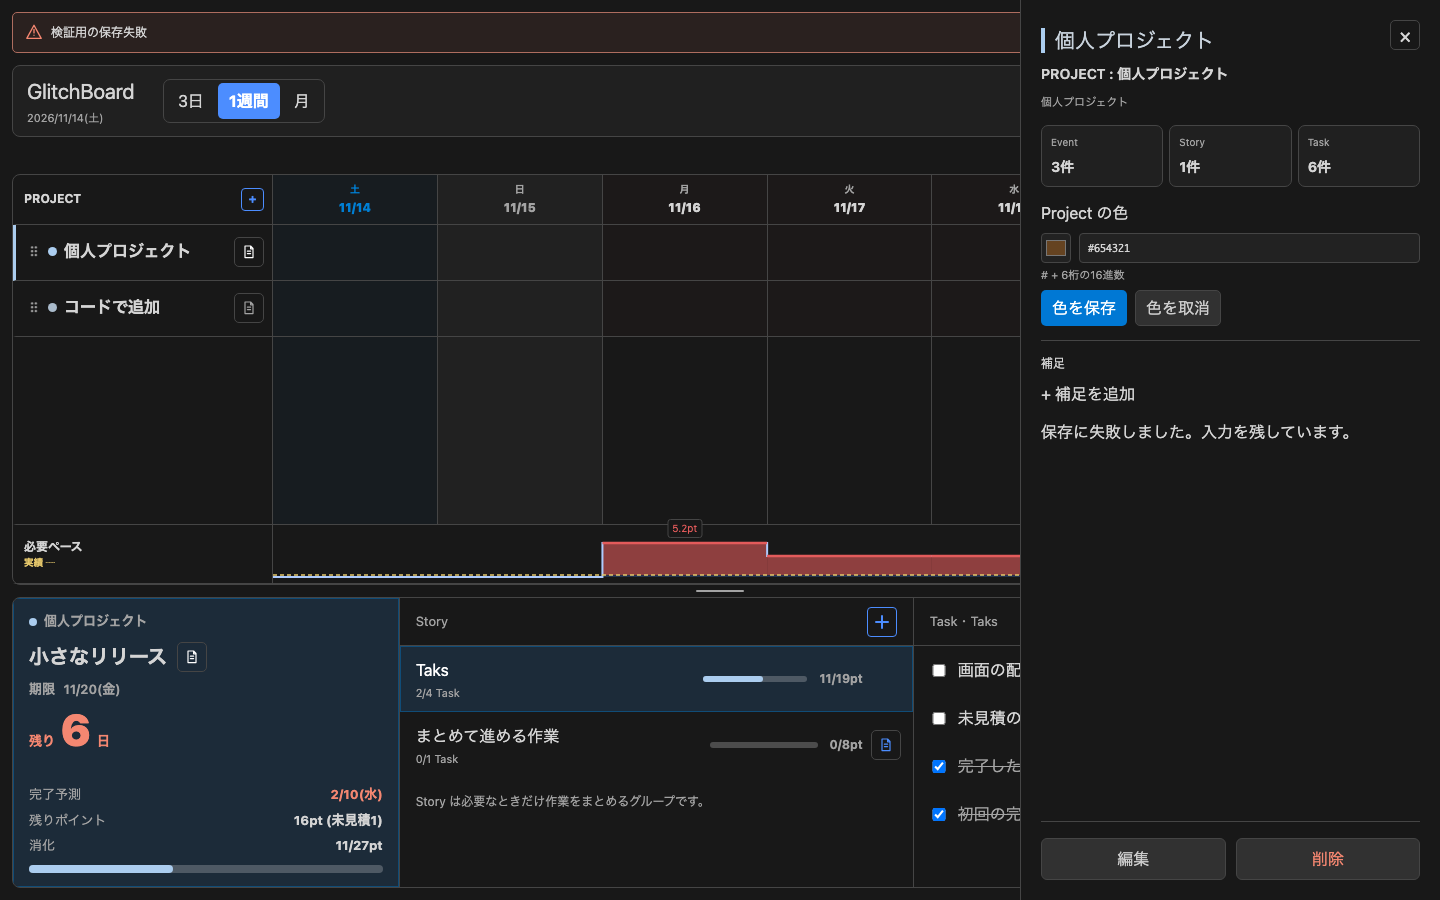 検証用の保存失敗
GlitchBoard
2026/11/14(土)
3日
1週間
月
PROJECT
+
土
11/14
日
11/15
月
11/16
火
11/17
水
個人プロジェクト
コードで追加
必要ペース
実績
5.2pt
個人プロジェクト
小さなリリース
期限 11/20(金)
残り 6 日
完了予測 2/10(水)
残りポイント 16pt (未見積1)
消化 11/27pt
Story
+
Taks
2/4 Task
11/19pt
まとめて進める作業
0/1 Task
0/8pt
Story は必要なときだけ作業をまとめるグループです。
Task・Taks
画面の配
未見積の
完了した
初回の完
個人プロジェクト
×
PROJECT : 個人プロジェクト
個人プロジェクト
Event
3件
Story
1件
Task
6件
Project の色
#654321
# + 6桁の16進数
色を保存
色を取消
補足
+ 補足を追加
保存に失敗しました。入力を残しています。
編集
削除